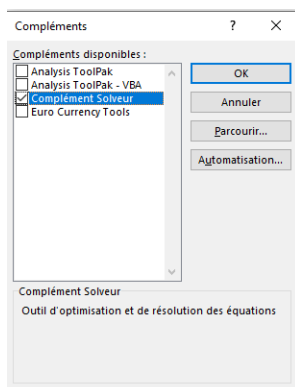 Compléments ? ×
Compléments disponibles :
Analysis ToolPak
Analysis ToolPak - VBA
Complément Solveur
Euro Currency Tools
OK
Annuler
Parcourir...
Automatisation...
Complément Solveur
Outil d'optimisation et de résolution des équations